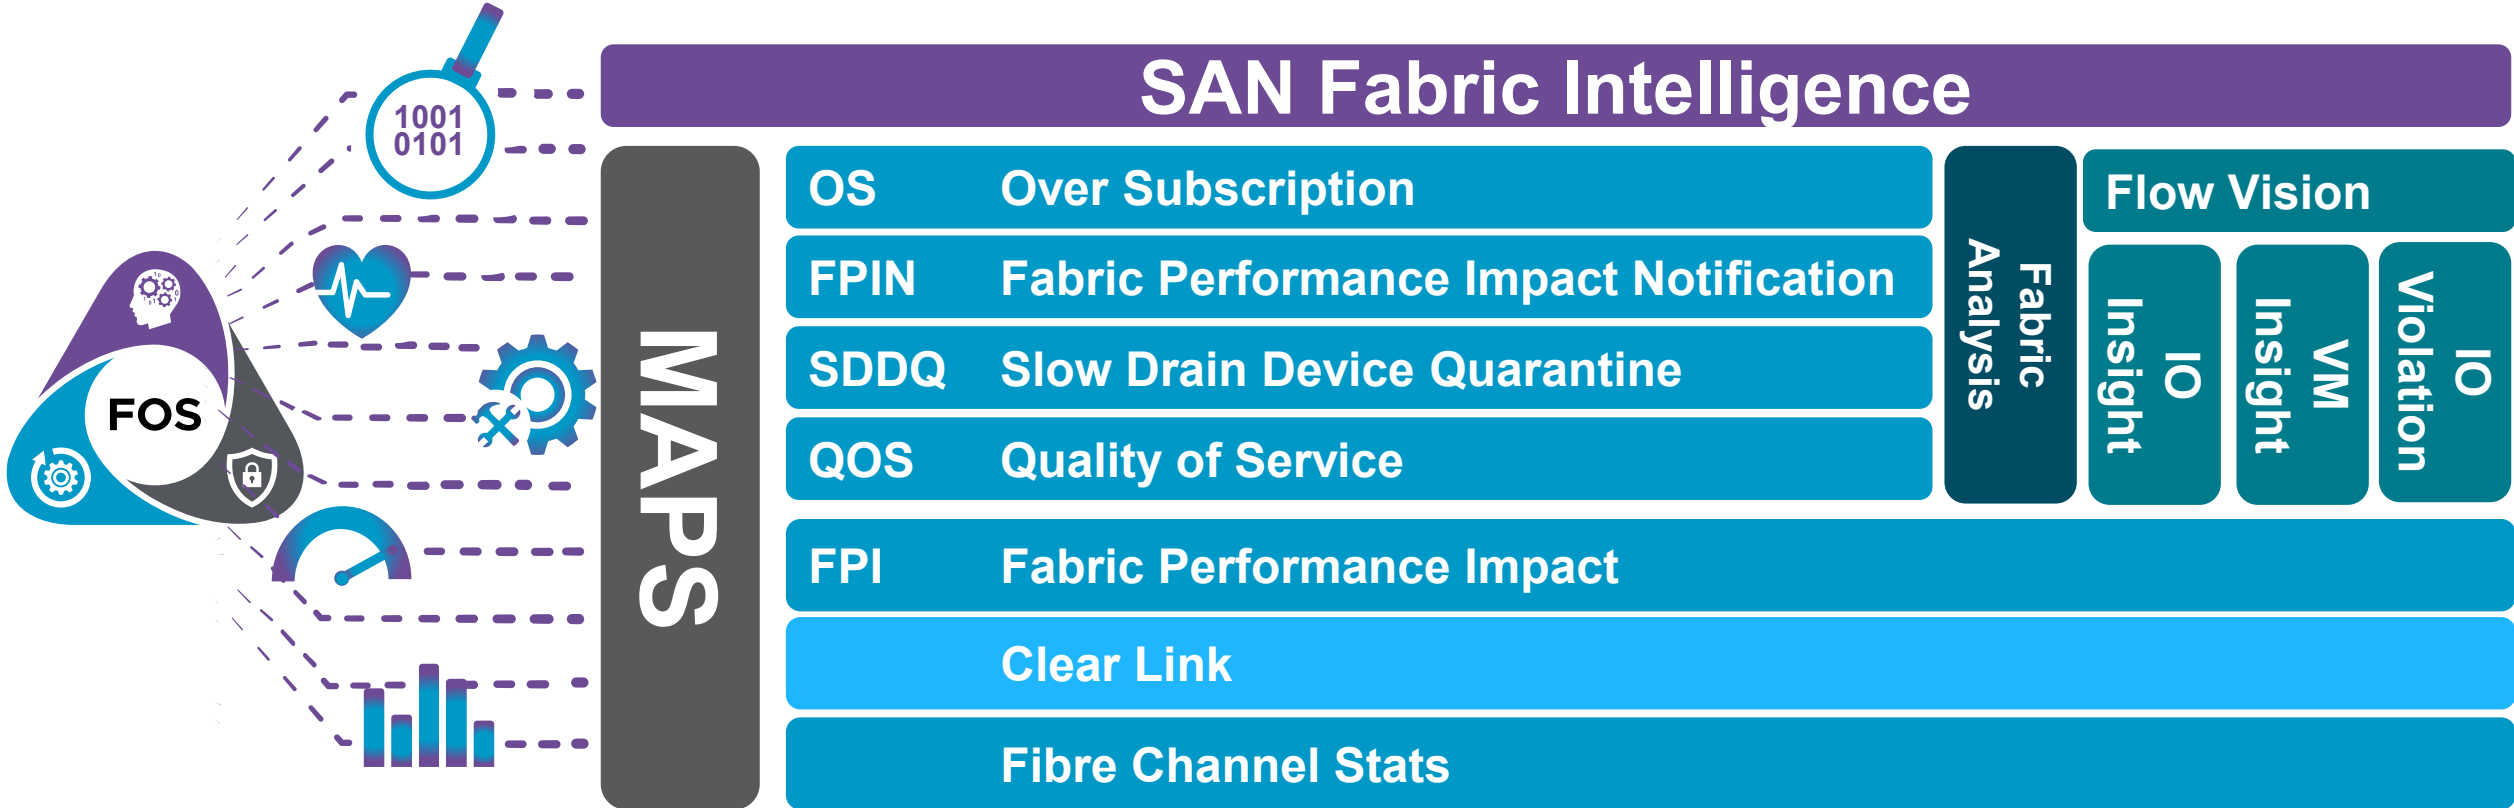 1001
0101
FOS
SAN Fabric Intelligence
MAPS
OS Over Subscription
FPIN Fabric Performance Impact Notification
SDDQ Slow Drain Device Quarantine
QOS Quality of Service
Fabric
Analysis
Flow Vision
IO
Insight
VM
Insight
IO
Violation
FPI Fabric Performance Impact
Clear Link
Fibre Channel Stats